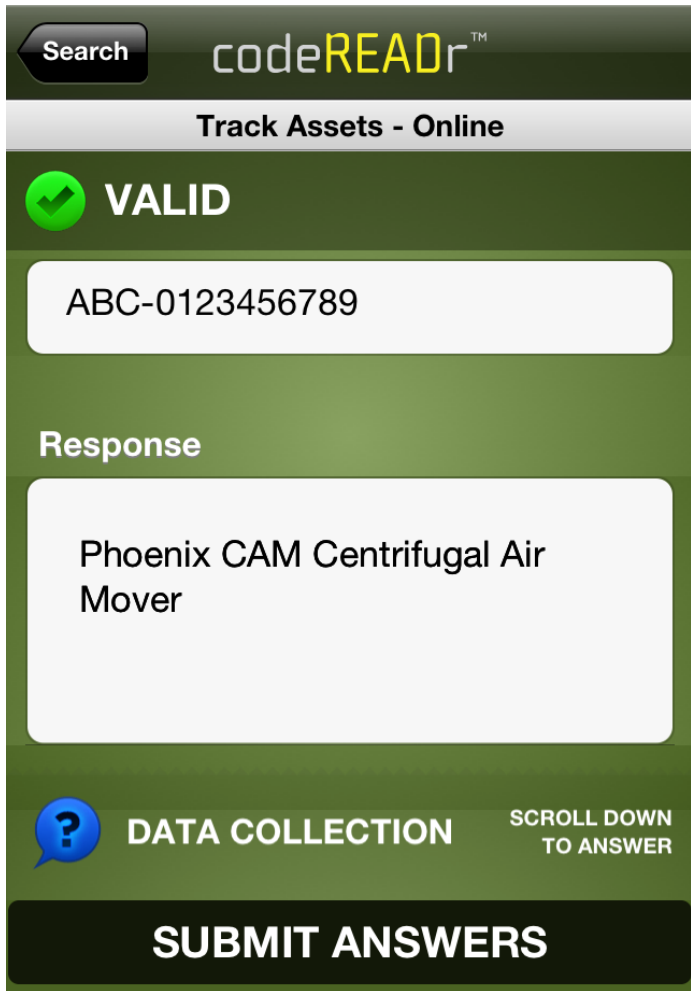 Search
codeREADr™
Track Assets - Online
VALID
ABC-0123456789
Response
Phoenix CAM Centrifugal Air
Mover
?
DATA COLLECTION
SCROLL DOWN
TO ANSWER
SUBMIT ANSWERS